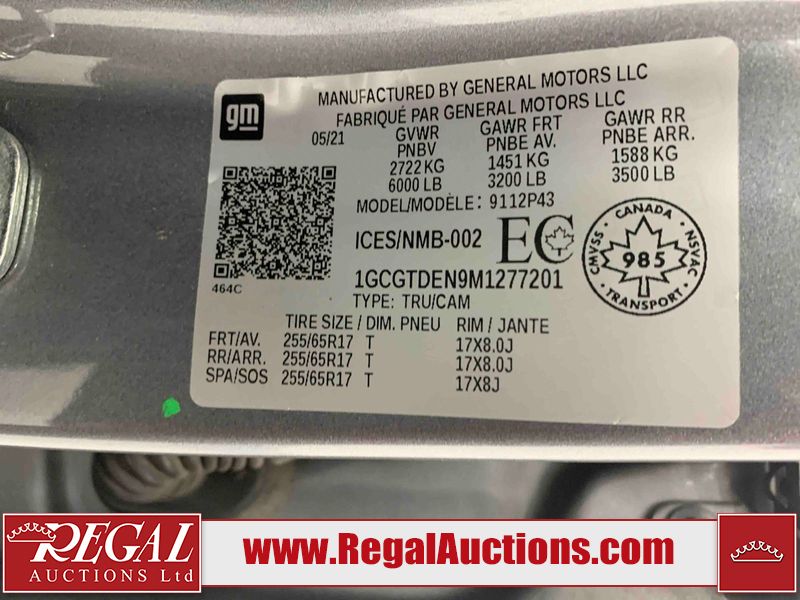 gm
MANUFACTURED BY GENERAL MOTORS LLC
FABRIQUÉ PAR GENERAL MOTORS LLC
05/21 GVWR GAWR FRT GAWR RR
PNBV PNBE AV. PNBE ARR.
2722 KG 1451 KG 1588 KG
6000 LB 3200 LB 3500 LB
MODEL/MODÈLE: 9112P43
ICES/NMB-002 EC
CANADA
CMVSS 985 NSVAC
TRANSPORT
464C
1GCGTDEN9M1277201
TYPE: TRU/CAM
TIRE SIZE / DIM. PNEU RIM / JANTE
FRT/AV. 255/65R17 T 17X8.0J
RR/ARR. 255/65R17 T 17X8.0J
SPA/SOS 255/65R17 T 17X8J
REGAL
AUCTIONS Ltd
www.RegalAuctions.com